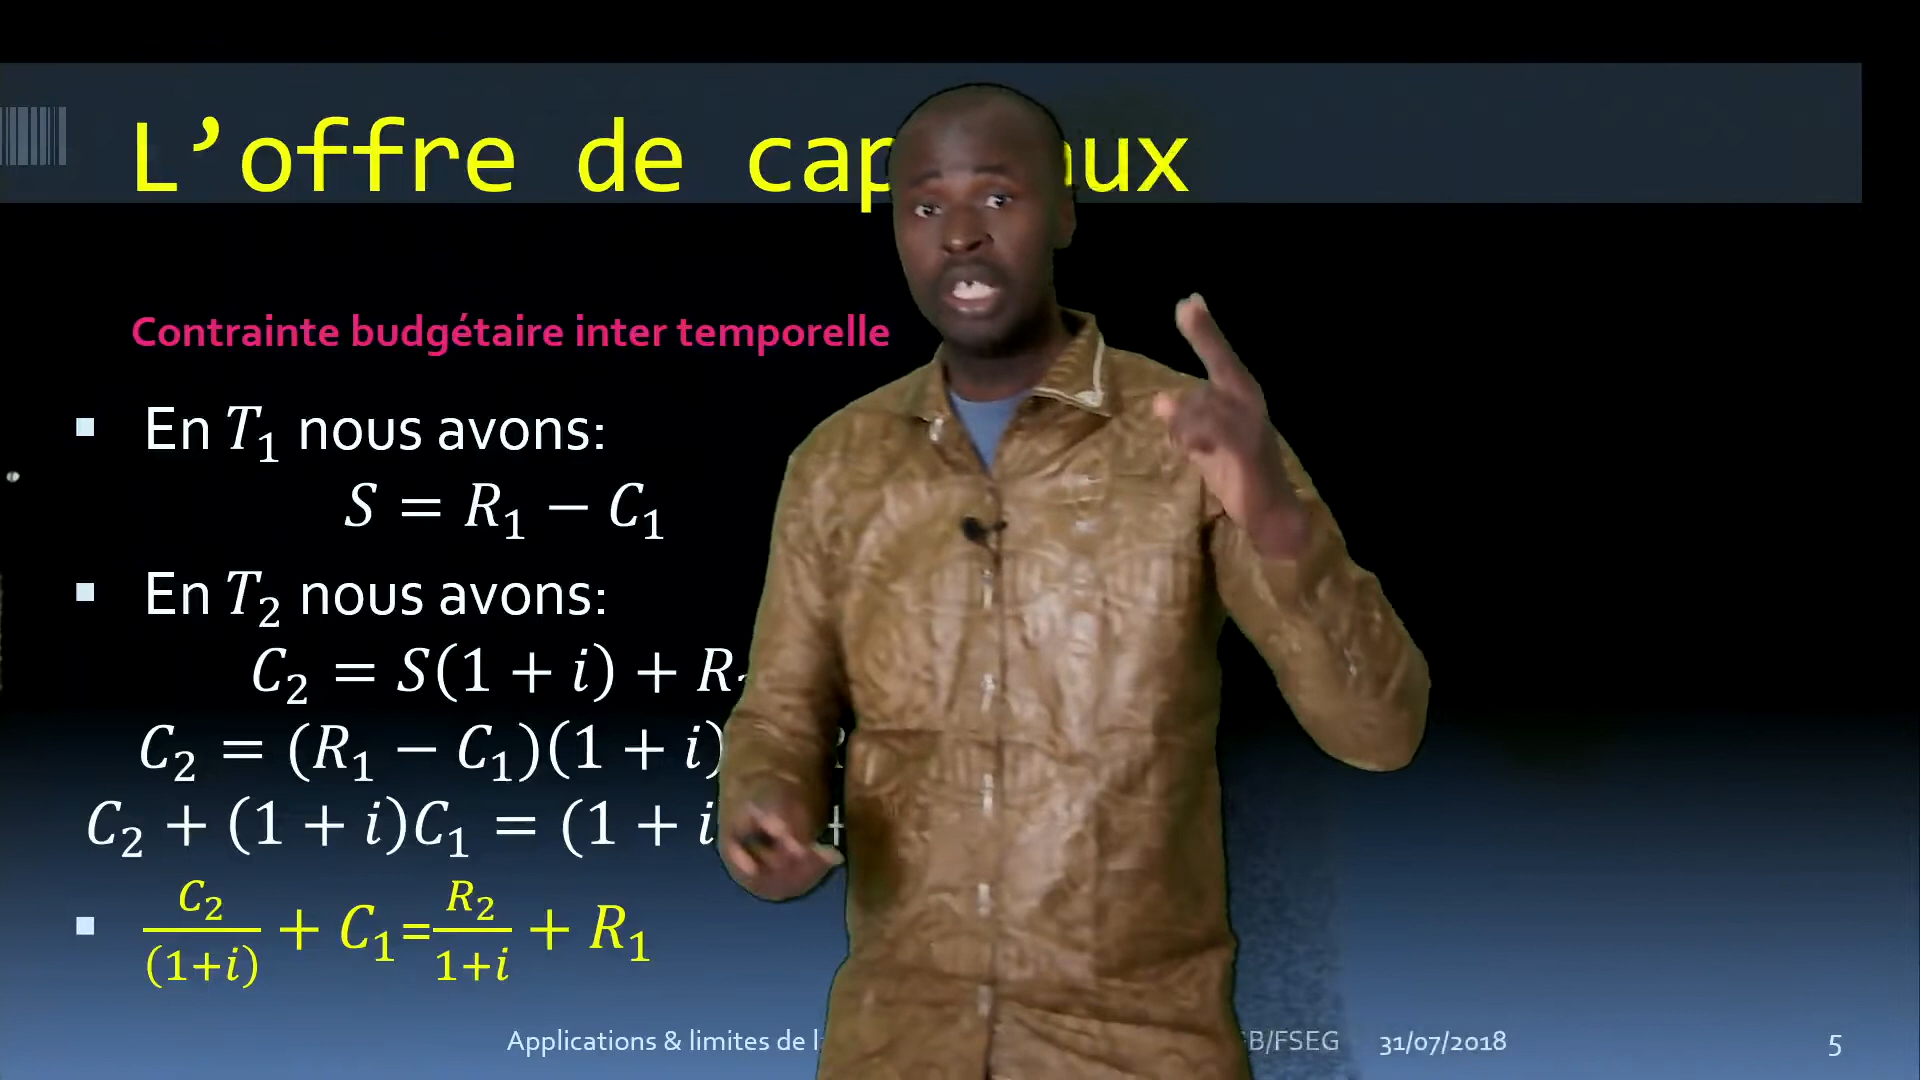 L’offre de
Contrainte budgétaire inter temporelle
En T₁ nous avons:
S = R₁ − C₁
En T₂ nous avons:
C₂ = S(1 + i) + R
C₂ = (R₁ − C₁)(1 + i)
C₂ + (1 + i)C₁ = (1 + i +
C₂/(1+i) + C₁=R₂/1+i + R₁
Applications & limites de B/FSEG 31/07/2018 5